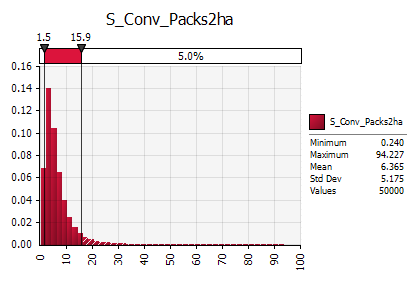 S_Conv_Packs2ha
1.5 15.9
5.0%
0.16
0.14
0.12
0.10
0.08
0.06
0.04
0.02
0.00
0 10 20 30 40 50 60 70 80 90 100
S_Conv_Packs2ha
Minimum 0.240
Maximum 94.227
Mean 6.365
Std Dev 5.175
Values 50000